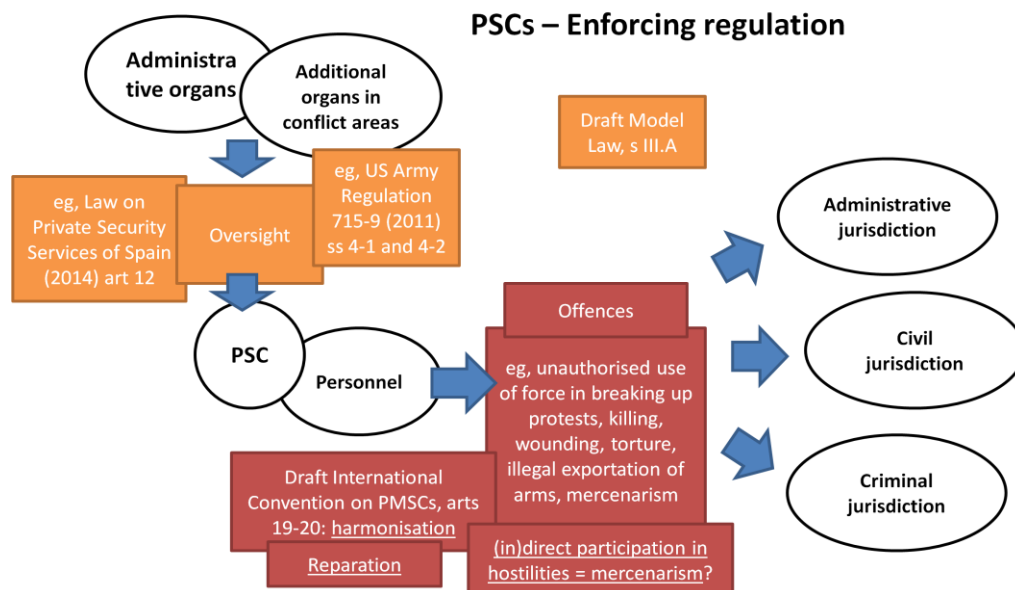 PSCs – Enforcing regulation
Administra
tive organs
Additional
organs in
conflict areas
Draft Model
Law, s III.A
eg, Law on
Private Security
Services of Spain
(2014) art 12
Oversight
eg, US Army
Regulation
715-9 (2011)
ss 4-1 and 4-2
Administrative
jurisdiction
PSC
Personnel
Offences
eg, unauthorised use
of force in breaking up
protests, killing,
wounding, torture,
illegal exportation of
arms, mercenarism
Civil
jurisdiction
Draft International
Convention on PMSCs, arts
19-20: harmonisation
Reparation
(in)direct participation in
hostilities = mercenarism?
Criminal
jurisdiction